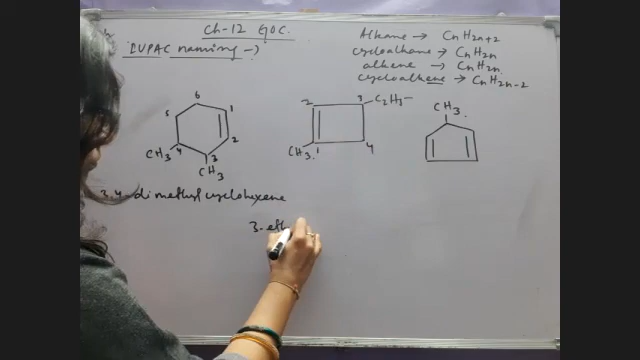 Ch-12 GOC.
IUPAC naming →
Alkane → CnH2n+2
cycloalkane → CnH2n
alkene → CnH2n
cycloalkene → CnH2n-2
6
5 1
4 2
3
CH3
CH3
2 3 C2H5
CH3. 1 4
CH3.
3,4-dimethyl cyclohexene
3-eth